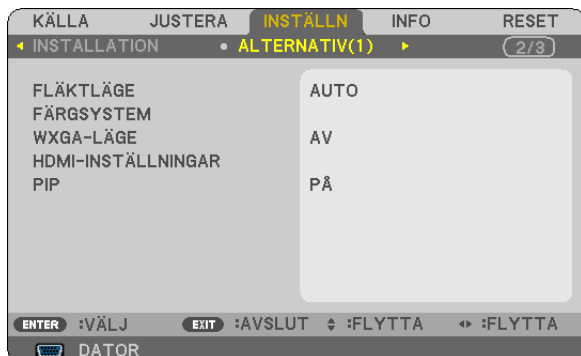 KÄLLA JUSTERA INSTÄLLN INFO RESET
INSTALLATION ALTERNATIV(1) 2/3
FLÄKTLÄGE AUTO
FÄRGSYSTEM
WXGA-LÄGE AV
HDMI-INSTÄLLNINGAR
PIP PÅ
ENTER :VÄLJ EXIT :AVSLUT :FLYTTA :FLYTTA
DATOR